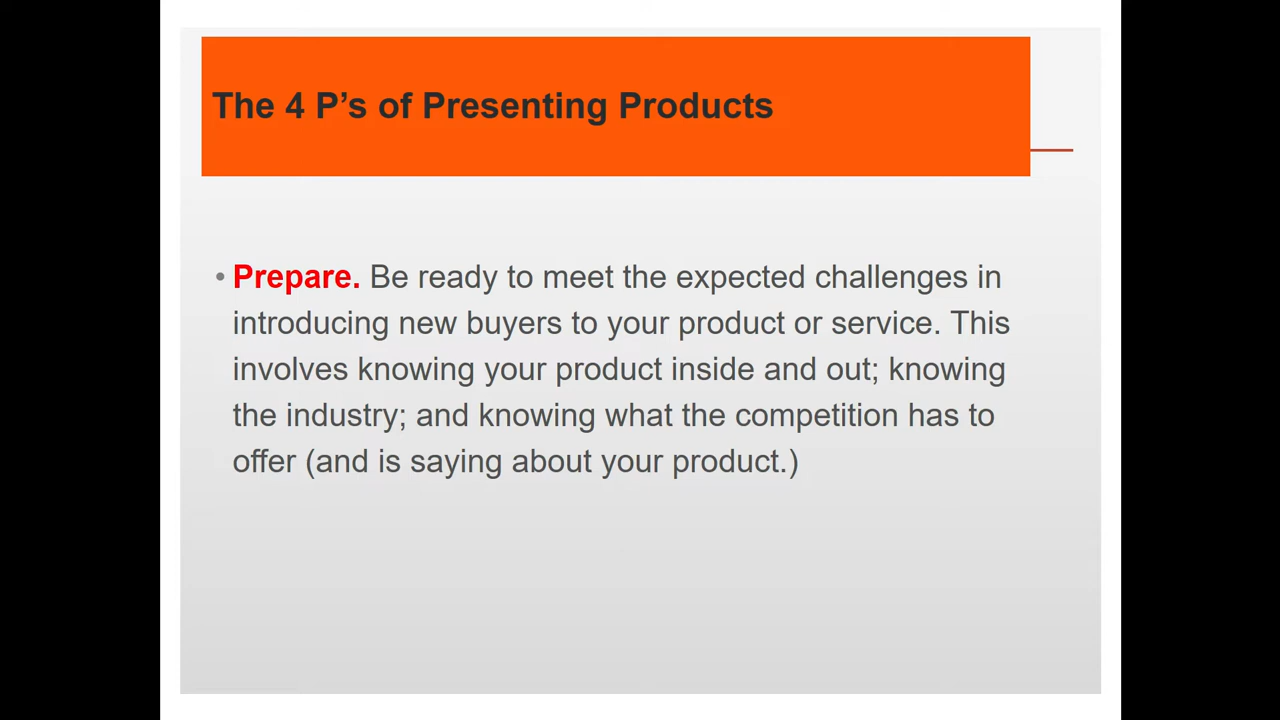 The 4 P’s of Presenting Products
• Prepare. Be ready to meet the expected challenges in
introducing new buyers to your product or service. This
involves knowing your product inside and out; knowing
the industry; and knowing what the competition has to
offer (and is saying about your product.)